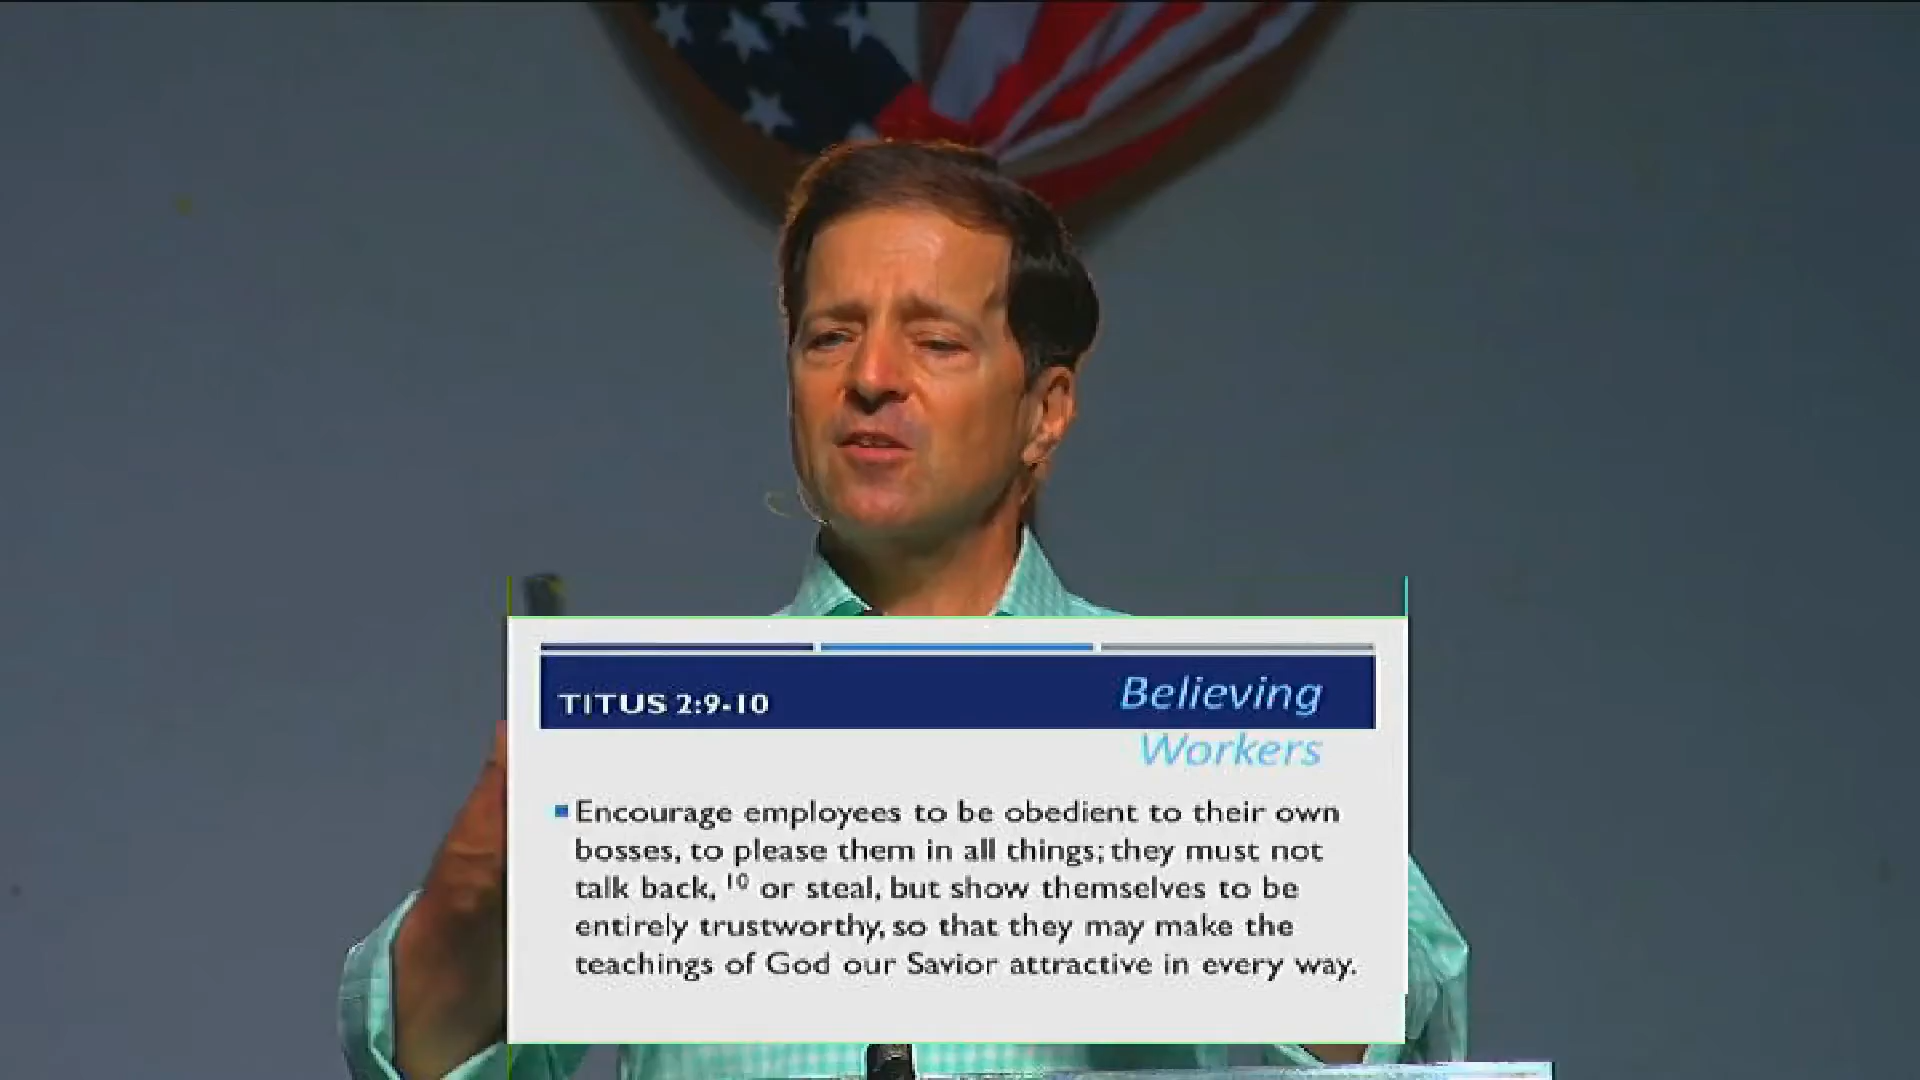 TITUS 2:9-10
Believing
Workers
Encourage employees to be obedient to their own
bosses, to please them in all things; they must not
talk back, 10 or steal, but show themselves to be
entirely trustworthy, so that they may make the
teachings of God our Savior attractive in every way.